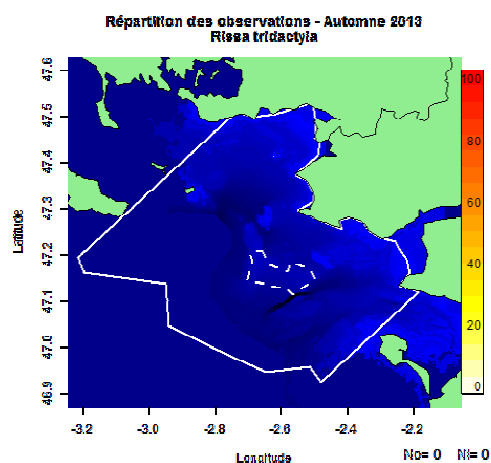 Répartition des observations - Automne 2013
Rissa tridactyla
47.6
47.5
47.4
47.3
47.2
47.1
47.0
46.9
Latitude
100
80
60
40
20
0
-3.2 -3.0 -2.8 -2.6 -2.4 -2.2
Longitude
No= 0 Ni= 0